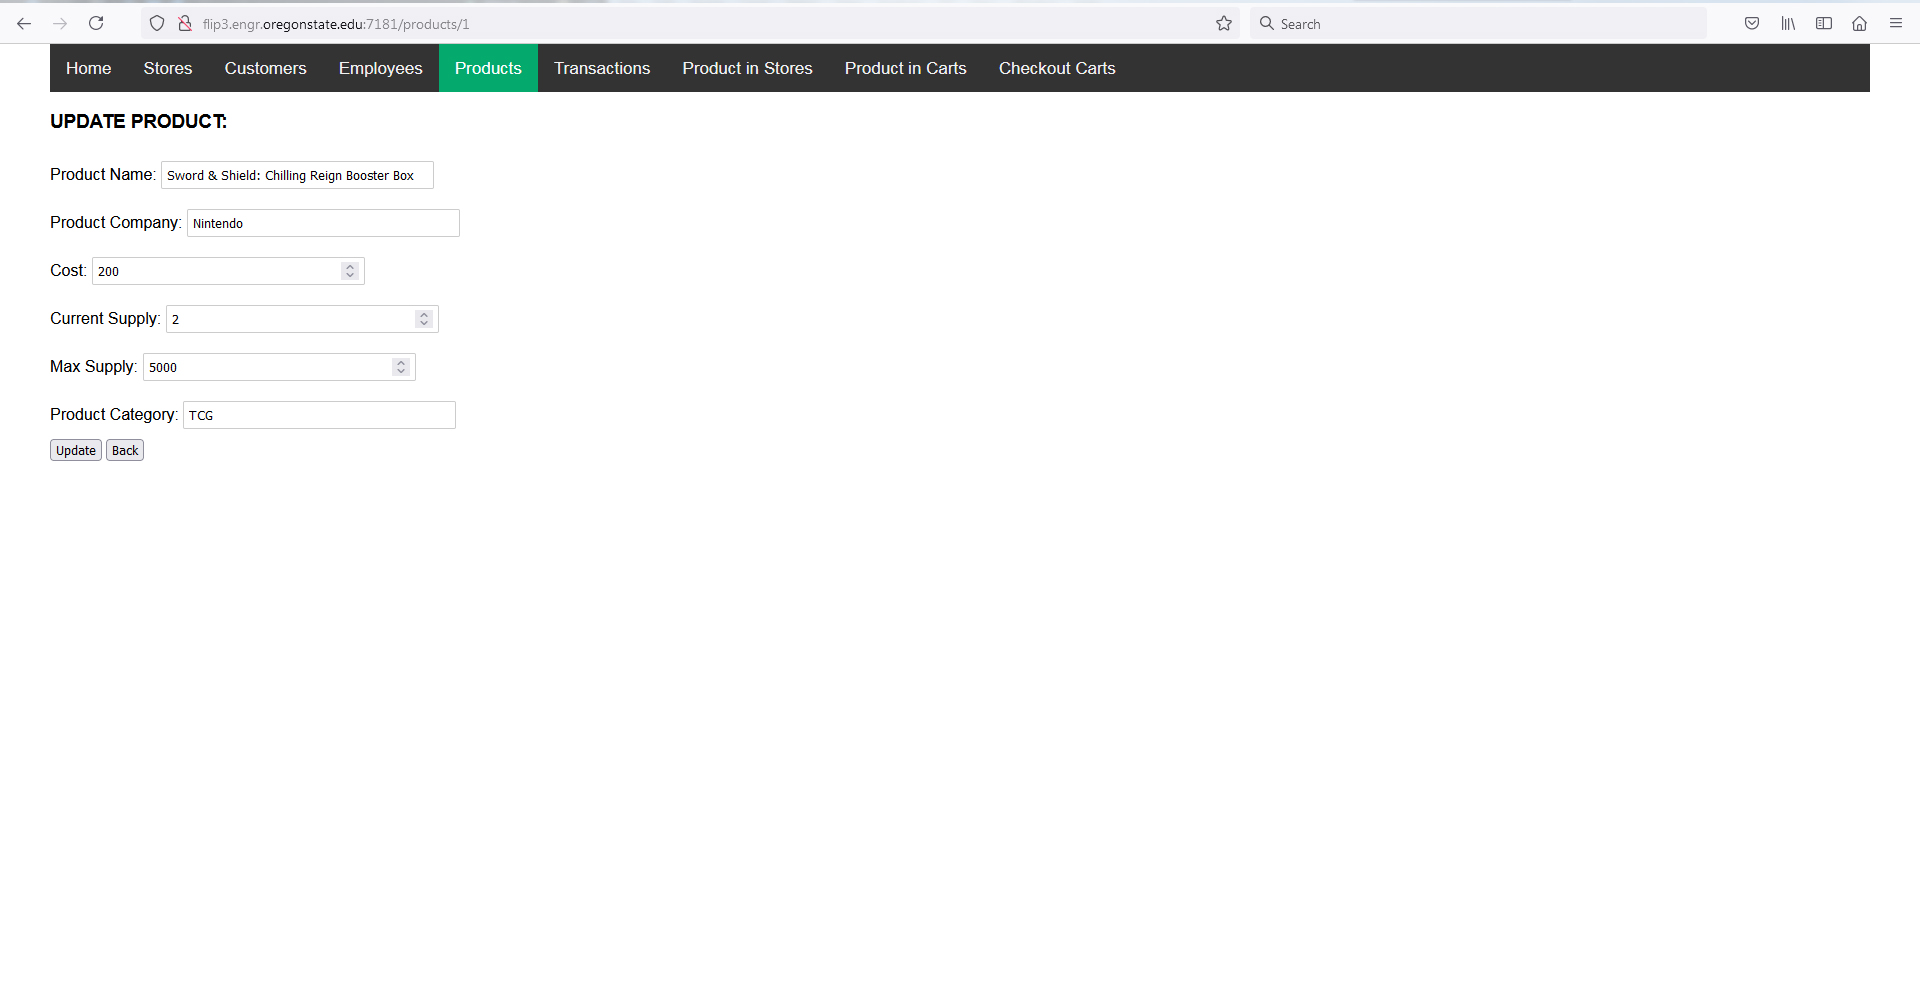 flip3.engr.oregonstate.edu:7181/products/1 Search
Home Stores Customers Employees Products Transactions Product in Stores Product in Carts Checkout Carts
UPDATE PRODUCT:
Product Name: Sword & Shield: Chilling Reign Booster Box
Product Company: Nintendo
Cost: 200
Current Supply: 2
Max Supply: 5000
Product Category: TCG
Update Back